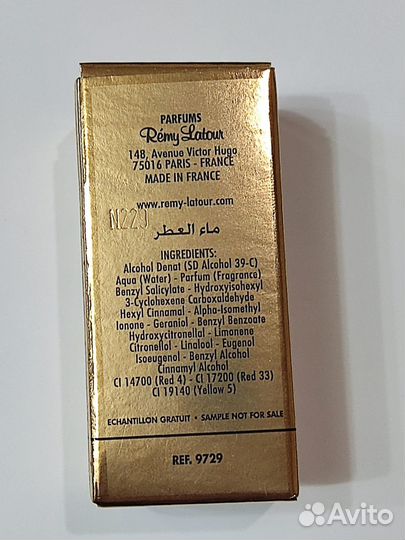 PARFUMS
Rémy Latour
148, Avenue Victor Hugo
75016 PARIS - FRANCE
MADE IN FRANCE
www.remy-latour.com
N220
ماء العطر
INGREDIENTS:
Alcohol Denat (SD Alcohol 39-C)
Aqua (Water) - Parfum (Fragrance)
Benzyl Salicylate - Hydroxyisohexyl
3-Cyclohexene Carboxaldehyde
Hexyl Cinnamal - Alpha-Isomethyl
Ionone - Geraniol - Benzyl Benzoate
Hydroxycitronellal - Limonene
Citronellol - Linalool - Eugenol
Isoeugenol - Benzyl Alcohol
Cinnamyl Alcohol
CI 14700 (Red 4) - CI 17200 (Red 33)
CI 19140 (Yellow 5)
ECHANTILLON GRATUIT • SAMPLE NOT FOR SALE
REF. 9729
Avito